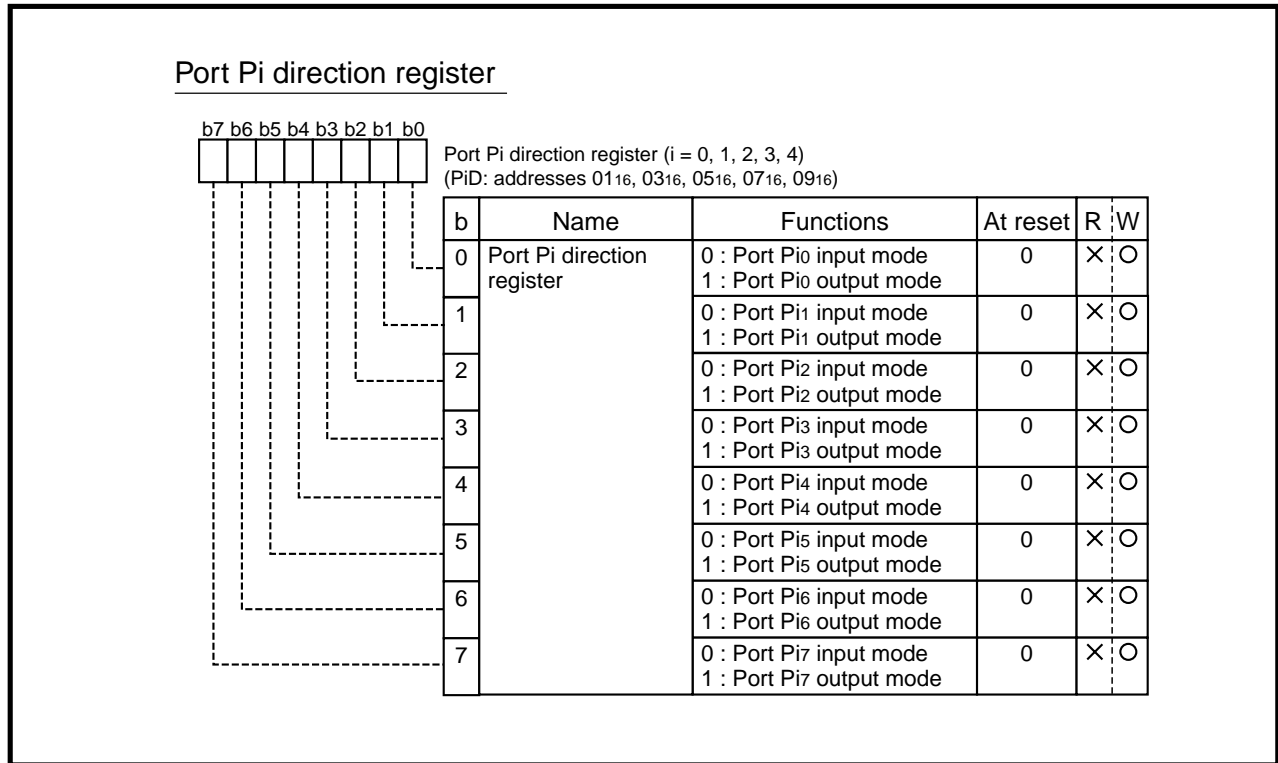 Port Pi direction register
b7 b6 b5 b4 b3 b2 b1 b0
Port Pi direction register (i = 0, 1, 2, 3, 4)
(PiD: addresses 0116, 0316, 0516, 0716, 0916)
b Name Functions At reset R W
0 Port Pi direction register 0 : Port Pi0 input mode 0 × ○
1 : Port Pi0 output mode
1 0 : Port Pi1 input mode 0 × ○
1 : Port Pi1 output mode
2 0 : Port Pi2 input mode 0 × ○
1 : Port Pi2 output mode
3 0 : Port Pi3 input mode 0 × ○
1 : Port Pi3 output mode
4 0 : Port Pi4 input mode 0 × ○
1 : Port Pi4 output mode
5 0 : Port Pi5 input mode 0 × ○
1 : Port Pi5 output mode
6 0 : Port Pi6 input mode 0 × ○
1 : Port Pi6 output mode
7 0 : Port Pi7 input mode 0 × ○
1 : Port Pi7 output mode